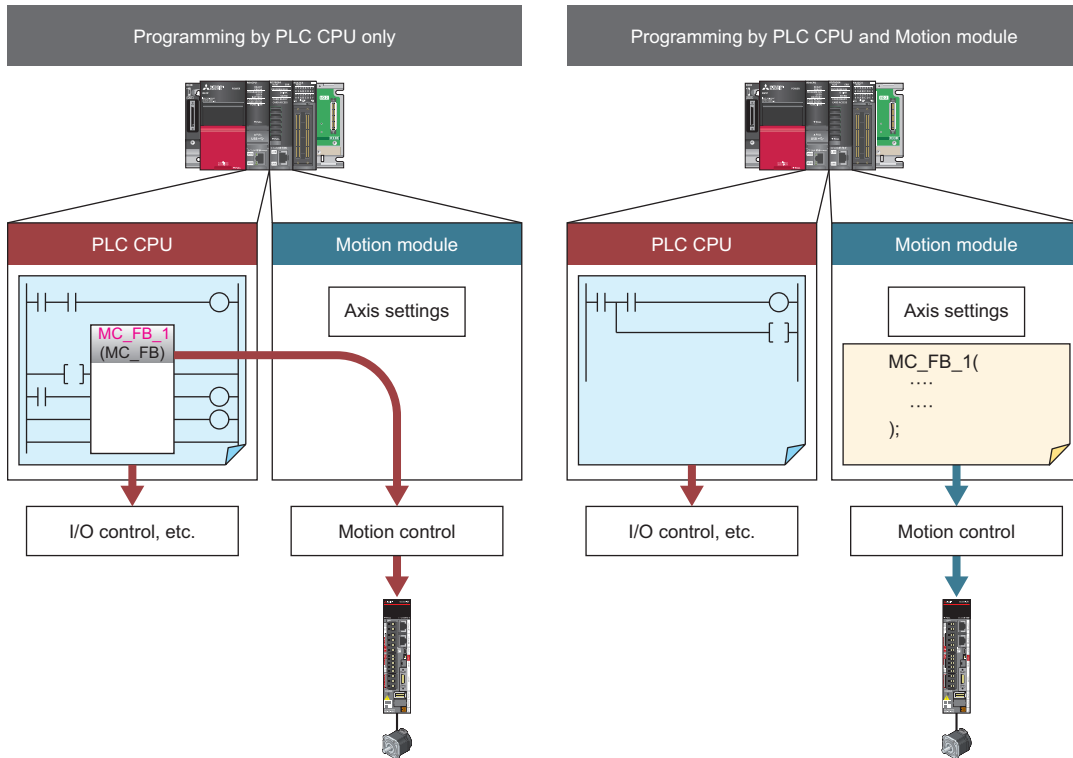 Programming by PLC CPU only
PLC CPU
Motion module
MC_FB_1
(MC_FB)
Axis settings
I/O control, etc.
Motion control
Programming by PLC CPU and Motion module
PLC CPU
Motion module
Axis settings
MC_FB_1(
....
....
);
I/O control, etc.
Motion control